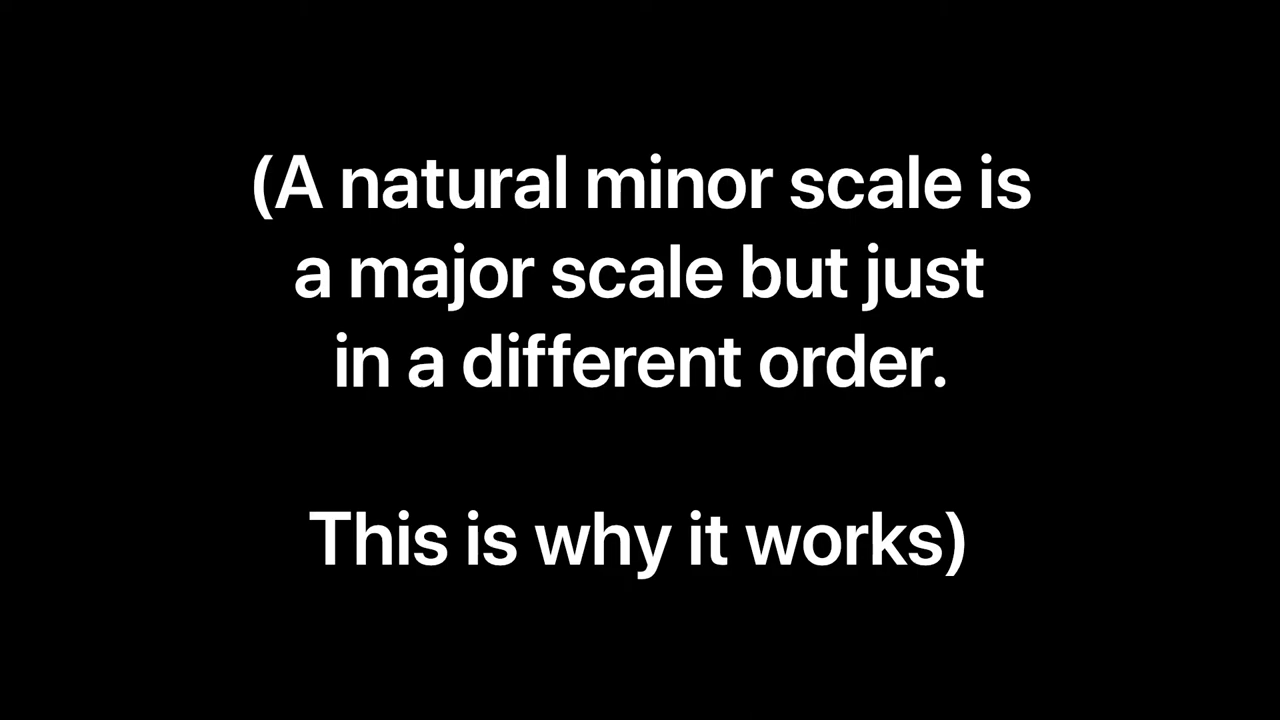 (A natural minor scale is
a major scale but just
in a different order.
This is why it works)